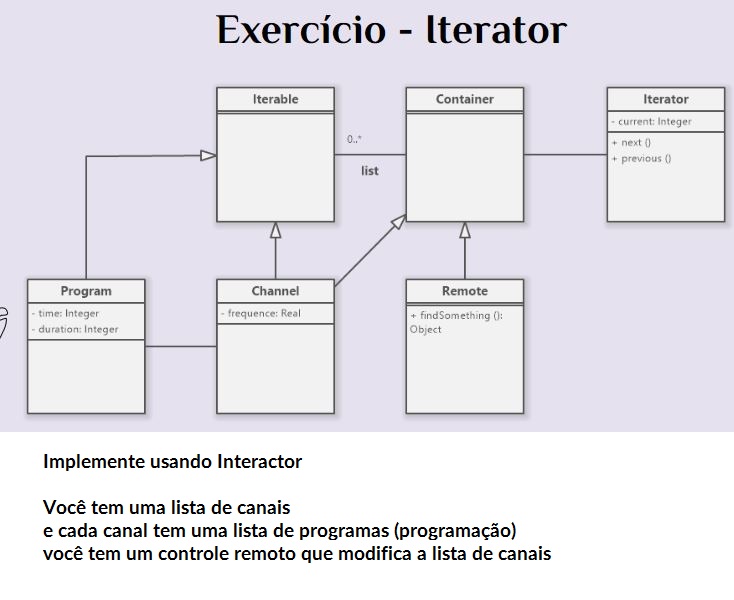 Exercício - Iterator
Iterable
Container
Iterator
- current: Integer
+ next ()
+ previous ()
0..*
list
Program
- time: Integer
- duration: Integer
Channel
- frequence: Real
Remote
+ findSomething ():
Object
Implemente usando Interactor
Você tem uma lista de canais
e cada canal tem uma lista de programas (programação)
você tem um controle remoto que modifica a lista de canais